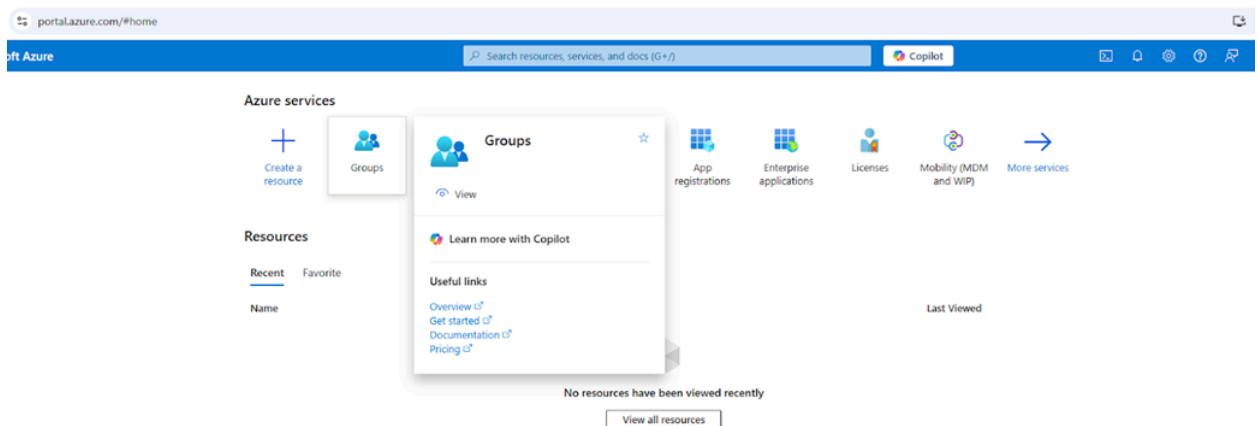 portal.azure.com/#home
oft Azure
Search resources, services, and docs (G+/)
Copilot
Azure services
Create a
resource
Groups
Groups
View
Learn more with Copilot
Useful links
Overview
Get started
Documentation
Pricing
App
registrations
Enterprise
applications
Licenses
Mobility (MDM
and WIP)
More services
Resources
Recent
Favorite
Name
Last Viewed
No resources have been viewed recently
View all resources